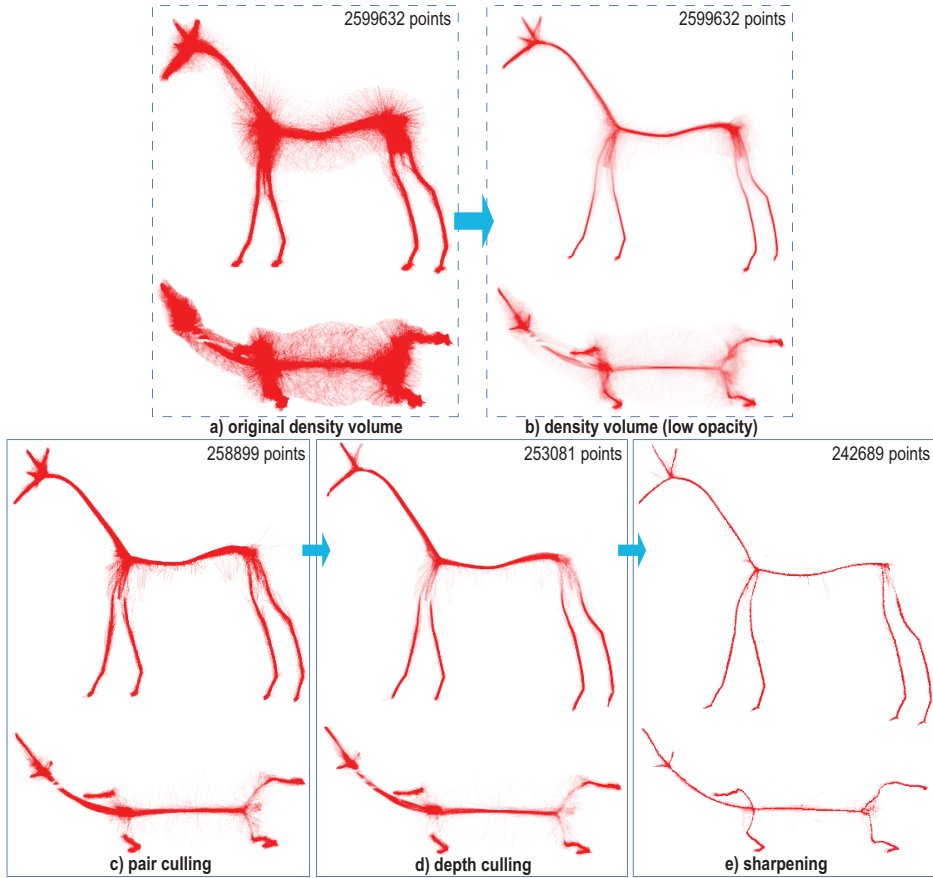 2599632 points
2599632 points
a) original density volume
b) density volume (low opacity)
258899 points
253081 points
242689 points
c) pair culling
d) depth culling
e) sharpening